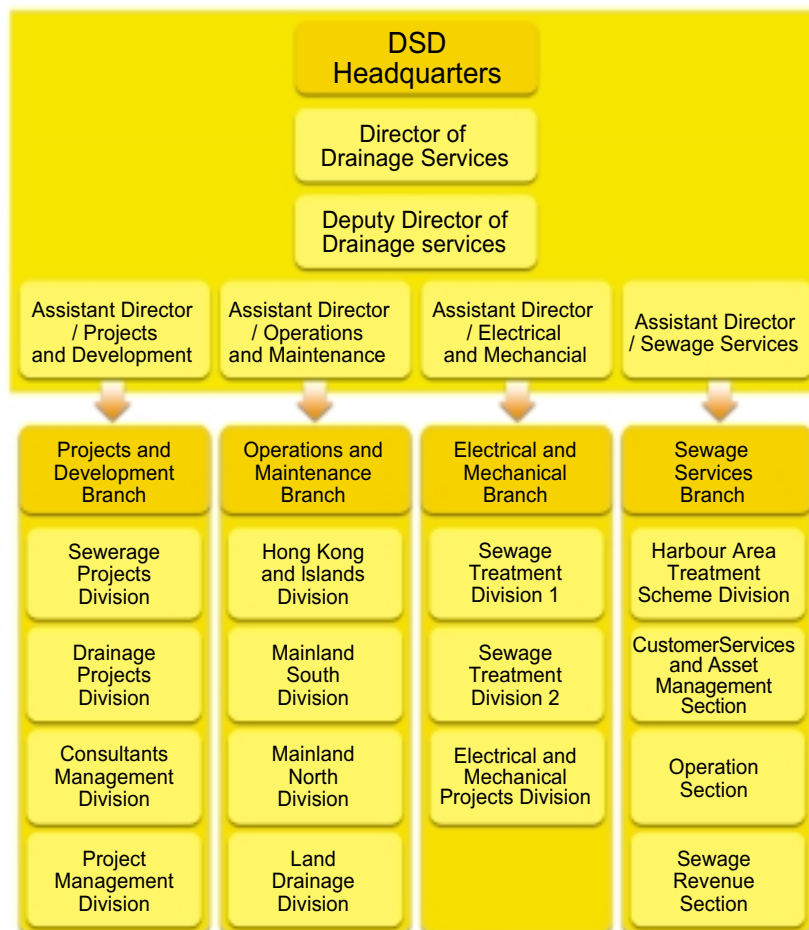 DSD
Headquarters
Director of
Drainage Services
Deputy Director of
Drainage services
Assistant Director
/ Projects
and Development
Assistant Director
/ Operations
and Maintenance
Assistant Director
/ Electrical
and Mechancial
Assistant Director
/ Sewage Services
Projects and
Development
Branch
Operations and
Maintenance
Branch
Electrical and
Mechanical
Branch
Sewage
Services
Branch
Sewerage
Projects
Division
Hong Kong
and Islands
Division
Sewage
Treatment
Division 1
Harbour Area
Treatment
Scheme Division
Drainage
Projects
Division
Mainland
South
Division
Sewage
Treatment
Division 2
CustomerServices
and Asset
Management
Section
Consultants
Management
Division
Mainland
North
Division
Electrical and
Mechanical
Projects Division
Operation
Section
Project
Management
Division
Land
Drainage
Division
Sewage
Revenue
Section